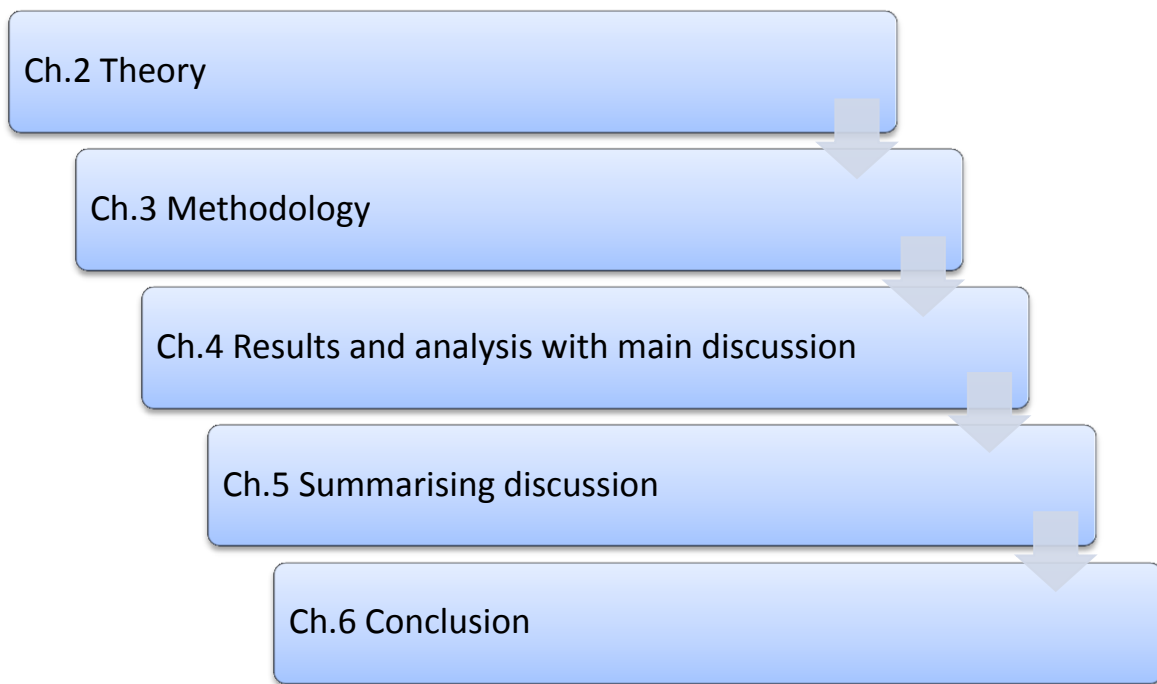 Ch.2 Theory
Ch.3 Methodology
Ch.4 Results and analysis with main discussion
Ch.5 Summarising discussion
Ch.6 Conclusion